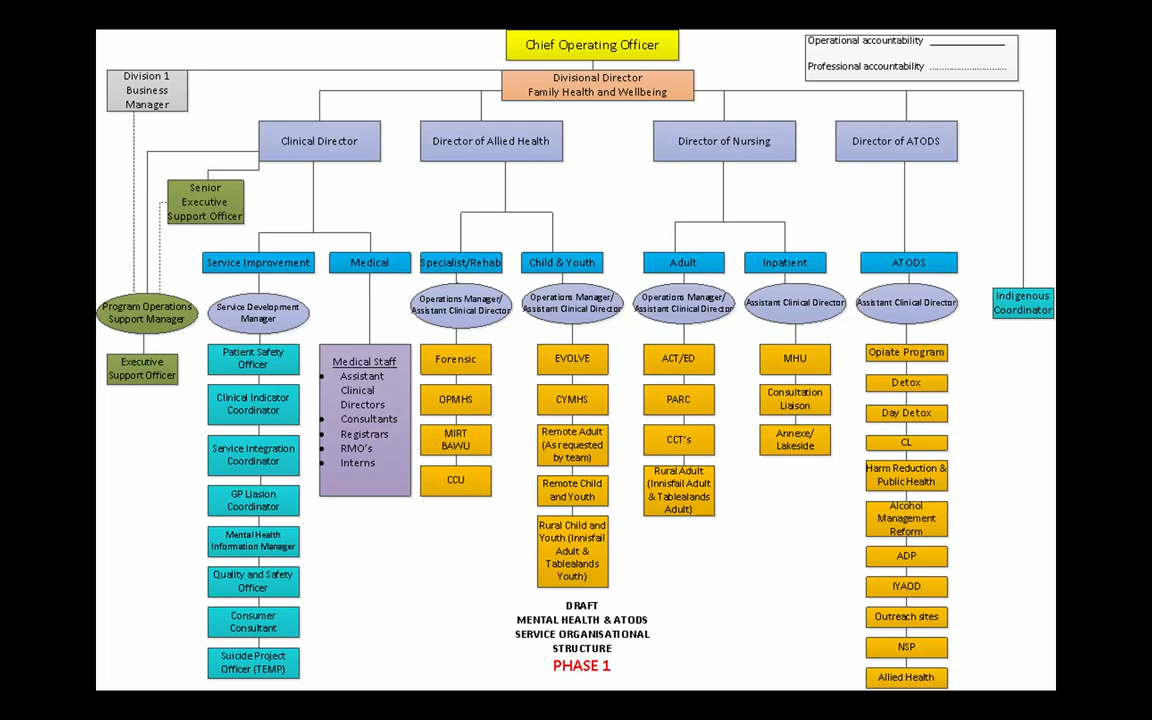 Chief Operating Officer
Operational accountability
Professional accountability
Division 1
Business
Manager
Divisional Director
Family Health and Wellbeing
Clinical Director
Director of Allied Health
Director of Nursing
Director of ATODS
Senior
Executive
Support Officer
Service Improvement
Medical
Specialist/Rehab
Child & Youth
Adult
Inpatient
ATODS
Program Operations
Support Manager
Service Development
Manager
Operations Manager/
Assistant Clinical Director
Operations Manager/
Assistant Clinical Director
Operations Manager/
Assistant Clinical Director
Assistant Clinical Director
Assistant Clinical Director
Indigenous
Coordinator
Executive
Support Officer
Patient Safety
Officer
Clinical Indicator
Coordinator
Service Integration
Coordinator
GP Liasion
Coordinator
Mental Health
Information Manager
Quality and Safety
Officer
Consumer
Consultant
Suicide Project
Officer (TEMP)
Medical Staff
• Assistant
Clinical
Directors
• Consultants
• Registrars
• RMO's
• Interns
Forensic
OPMHS
MIRT
BAWU
CCU
EVOLVE
CYMHS
Remote Adult
(As requested
by team)
Remote Child
and Youth
Rural Child and
Youth (Innisfail
Adult &
Tablealands
Youth)
ACT/ED
PARC
CCT's
Rural Adult
(Innisfail Adult
& Tablealands
Adult)
MHU
Consultation
Liaison
Annexe/
Lakeside
Opiate Program
Detox
Day Detox
CL
Harm Reduction &
Public Health
Alcohol
Management
Reform
ADP
IYAOD
Outreach sites
NSP
Allied Health
DRAFT
MENTAL HEALTH & ATODS
SERVICE ORGANISATIONAL
STRUCTURE
PHASE 1